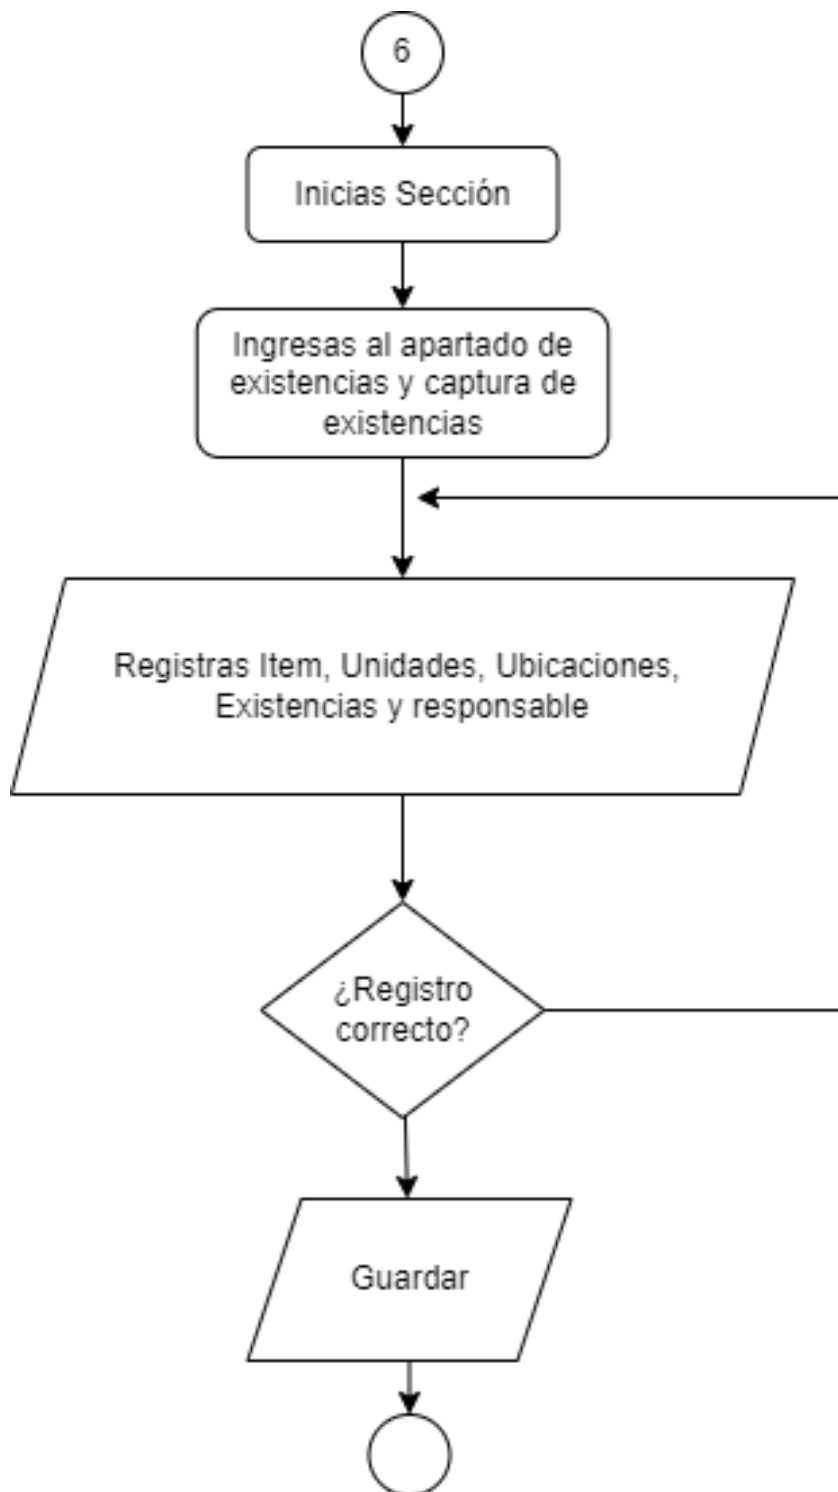 6
Inicias Sección
Ingresas al apartado de
existencias y captura de
existencias
Registras Item, Unidades, Ubicaciones,
Existencias y responsable
¿Registro
correcto?
Guardar